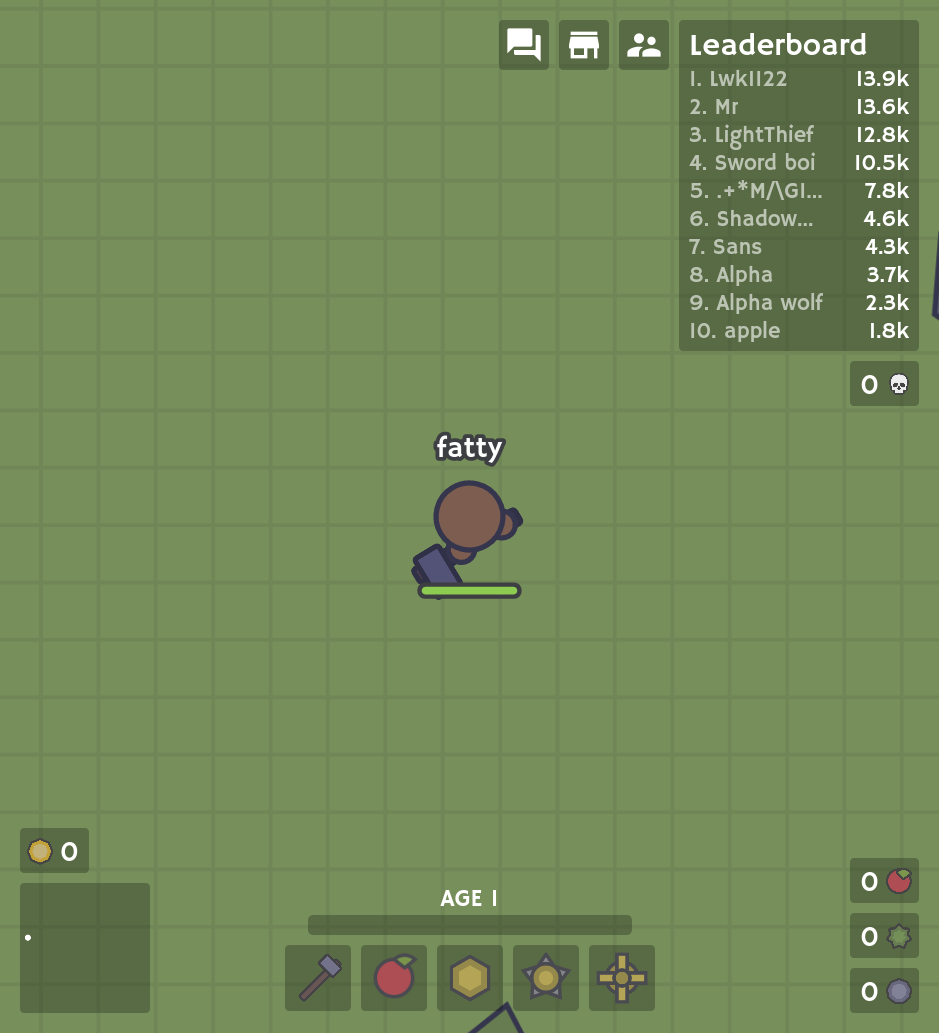 Leaderboard
1. Lwk1122 13.9k
2. Mr 13.6k
3. LightThief 12.8k
4. Sword boi 10.5k
5. .+*M/\GI... 7.8k
6. Shadow... 4.6k
7. Sans 4.3k
8. Alpha 3.7k
9. Alpha wolf 2.3k
10. apple 1.8k
0
fatty
0
AGE 1
0
0
0